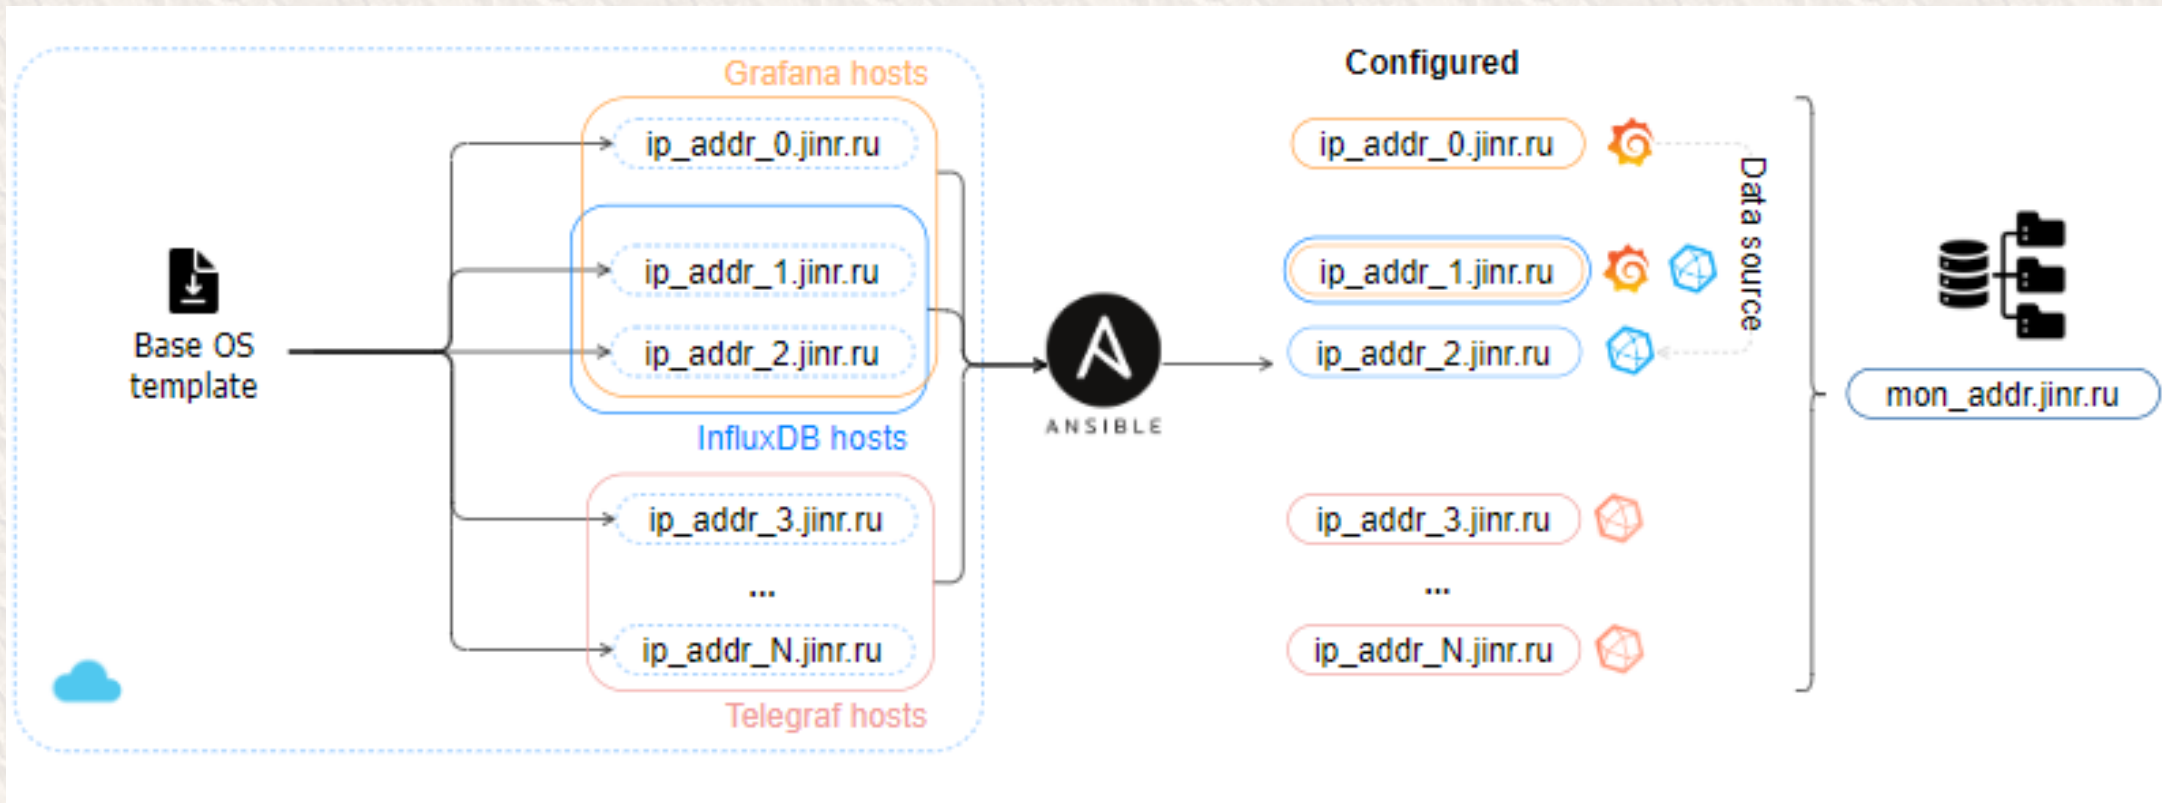 Grafana hosts
ip_addr_0.jinr.ru
ip_addr_1.jinr.ru
ip_addr_2.jinr.ru
InfluxDB hosts
ip_addr_3.jinr.ru
...
ip_addr_N.jinr.ru
Telegraf hosts
Base OS
template
ANSIBLE
Configured
ip_addr_0.jinr.ru
ip_addr_1.jinr.ru
ip_addr_2.jinr.ru
ip_addr_3.jinr.ru
...
ip_addr_N.jinr.ru
Data source
mon_addr.jinr.ru